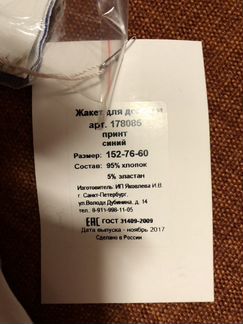 Жакет для
арт. 178085
принт
синий
Размер: 152-76-60
Состав: 95% хлопок
5% эластан
Изготовитель: ИП Яковлева И.В.
г. Санкт-Петербург,
ул.Володи Дубинина, д. 14
тел.: 8-911-998-11-05
ЕАС ГОСТ 31409-2009
Дата выпуска - ноябрь 2017
Сделано в России